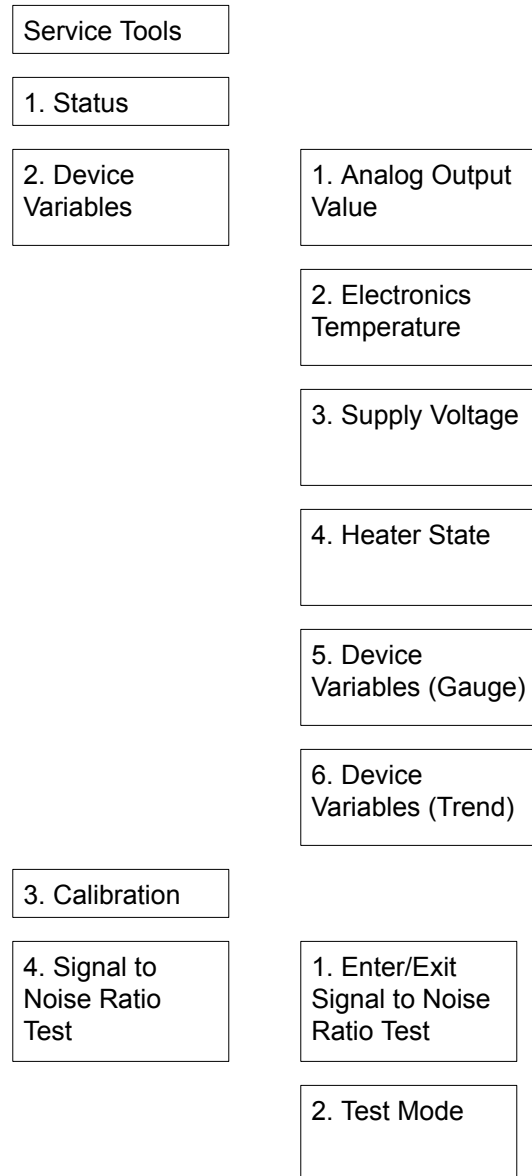 Service Tools
1. Status
2. Device
Variables
1. Analog Output
Value
2. Electronics
Temperature
3. Supply Voltage
4. Heater State
5. Device
Variables (Gauge)
6. Device
Variables (Trend)
3. Calibration
4. Signal to
Noise Ratio
Test
1. Enter/Exit
Signal to Noise
Ratio Test
2. Test Mode